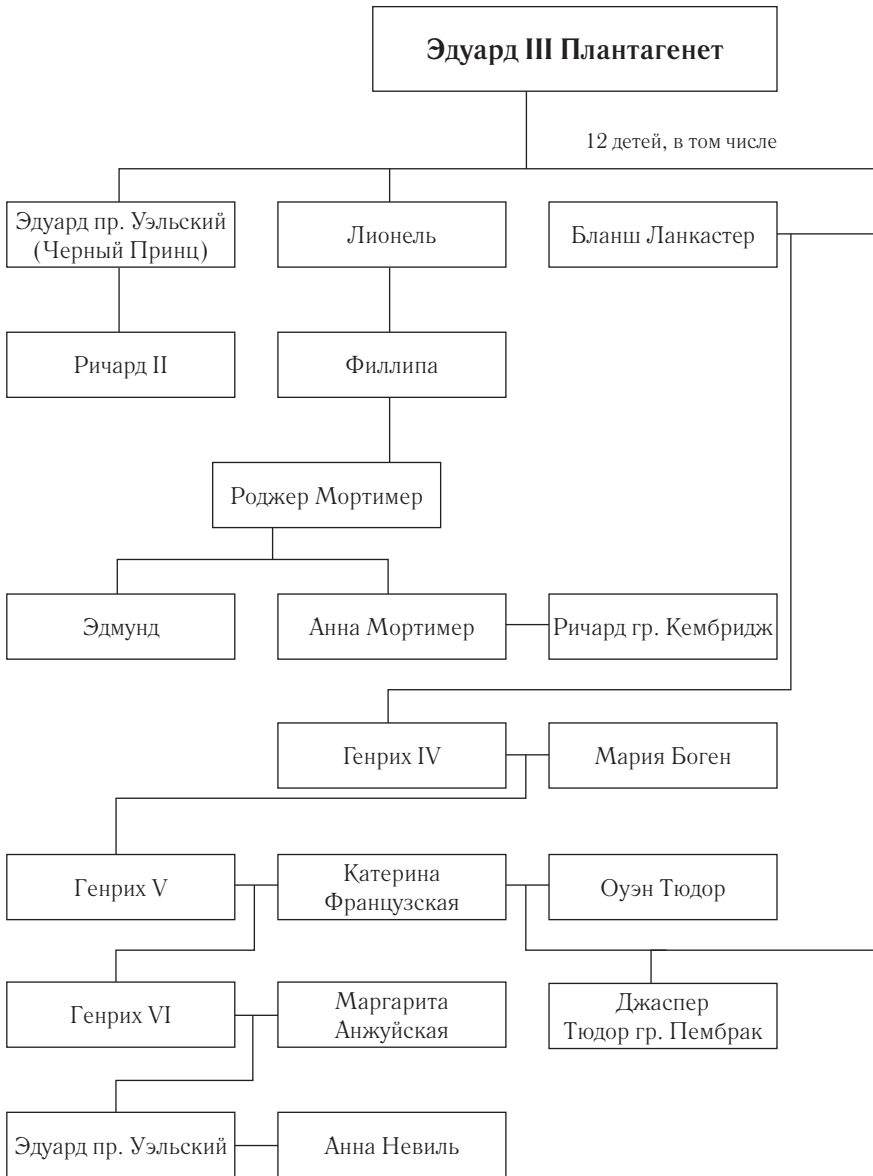 Эдуард III Плантагенет
12 детей, в том числе
Эдуард пр. Уэльский
(Черный Принц)
Лионель
Бланш Ланкастер
Ричард II
Филлипа
Роджер Мортимер
Эдмунд
Анна Мортимер
Ричард гр. Кембридж
Генрих IV
Мария Боген
Генрих V
Катерина
Французская
Оуэн Тюдор
Генрих VI
Маргарита
Анжуйская
Джаспер
Тюдор гр. Пембрак
Эдуард пр. Уэльский
Анна Невиль